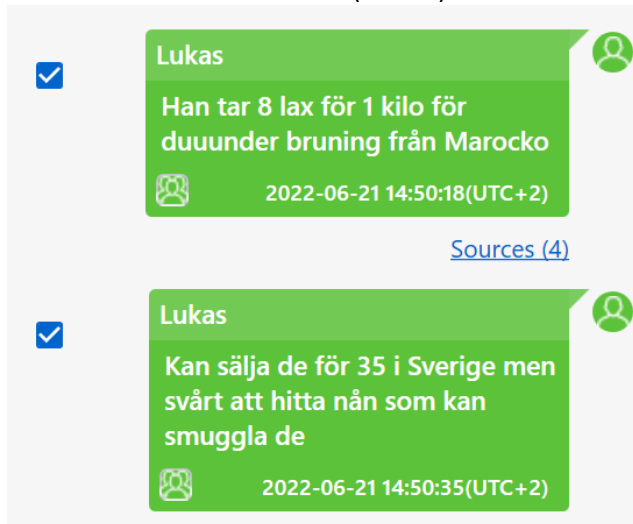 Lukas
Han tar 8 lax för 1 kilo för
duuunder bruning från Marocko
2022-06-21 14:50:18(UTC+2)
Sources (4)
Lukas
Kan sälja de för 35 i Sverige men
svårt att hitta nån som kan
smuggla de
2022-06-21 14:50:35(UTC+2)